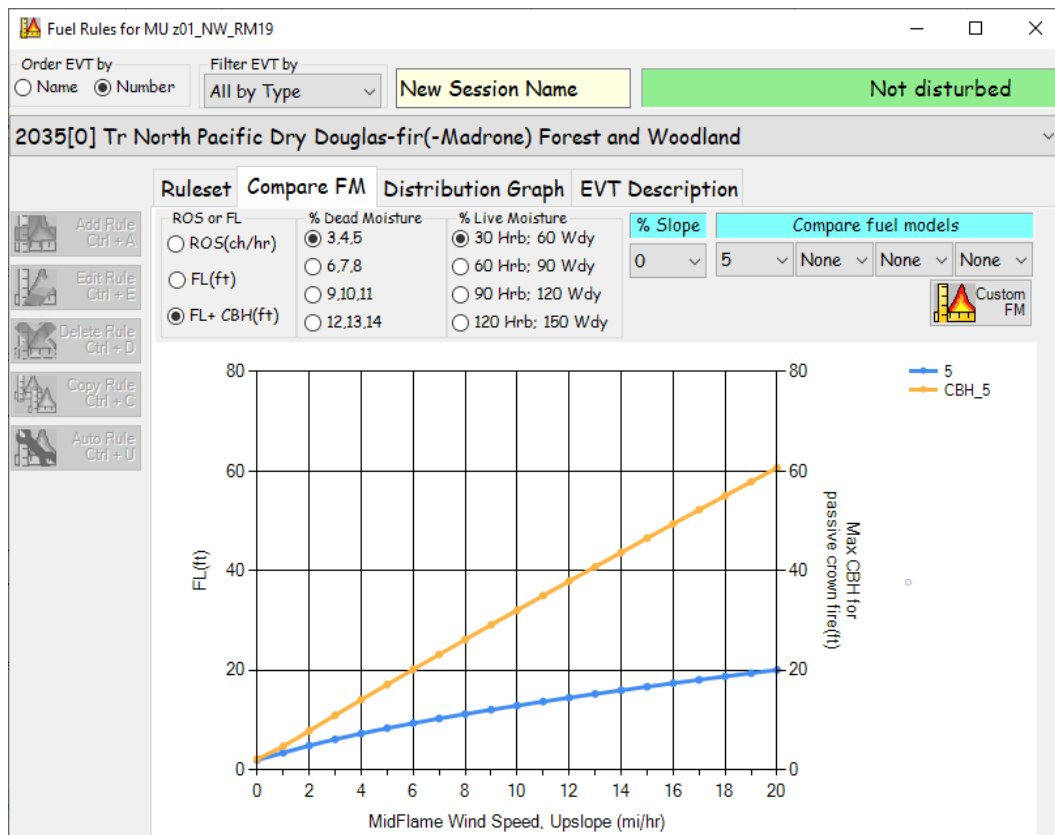 Fuel Rules for MU z01_NW_RM19
Order EVT by
Name Number
Filter EVT by
All by Type
New Session Name
Not disturbed
2035[0] Tr North Pacific Dry Douglas-fir(-Madrone) Forest and Woodland
Ruleset Compare FM Distribution Graph EVT Description
Add Rule
Ctrl + A
Edit Rule
Ctrl + E
Delete Rule
Ctrl + D
Copy Rule
Ctrl + C
Auto Rule
Ctrl + U
ROS or FL
ROS(ch/hr)
FL(ft)
FL+ CBH(ft)
% Dead Moisture
3,4,5
6,7,8
9,10,11
12,13,14
% Live Moisture
30 Hrb; 60 Wdy
60 Hrb; 90 Wdy
90 Hrb; 120 Wdy
120 Hrb; 150 Wdy
% Slope
0
Compare fuel models
5 None None None
Custom
FM
5
CBH_5
80
60
40
20
0
FL(ft)
80
60
40
20
0
Max CBH for
passive crown fire(ft)
0 2 4 6 8 10 12 14 16 18 20
MidFlame Wind Speed, Upslope (mi/hr)